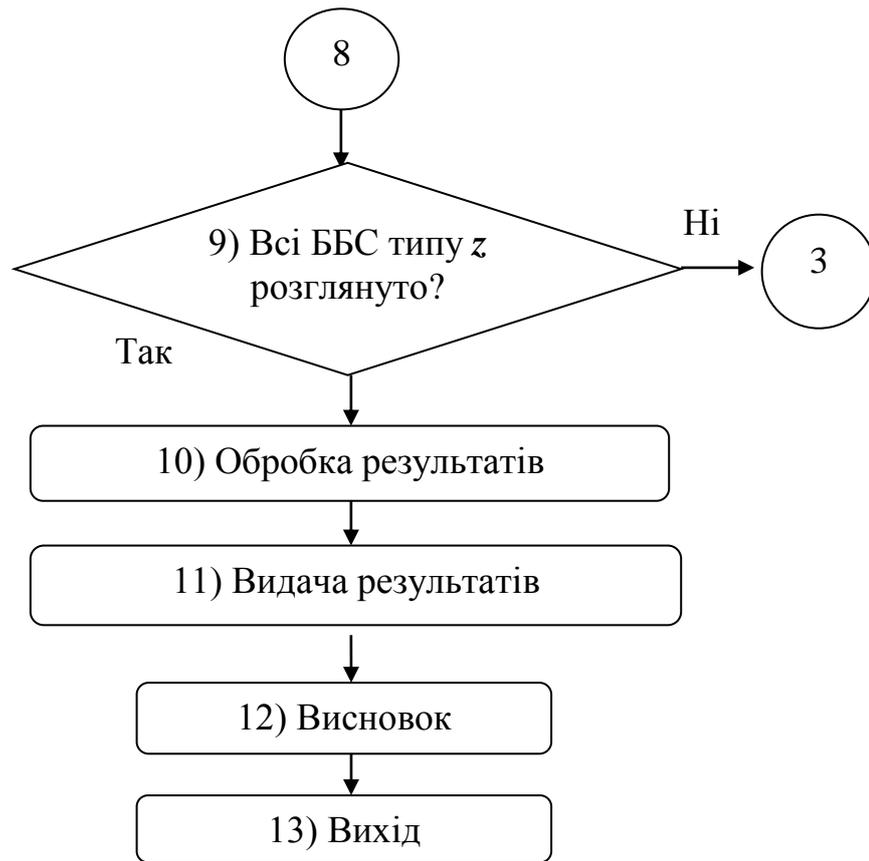 8
9) Всі ББС типу z
розглянуто?
Ні
3
Так
10) Обробка результатів
11) Видача результатів
12) Висновок
13) Вихід